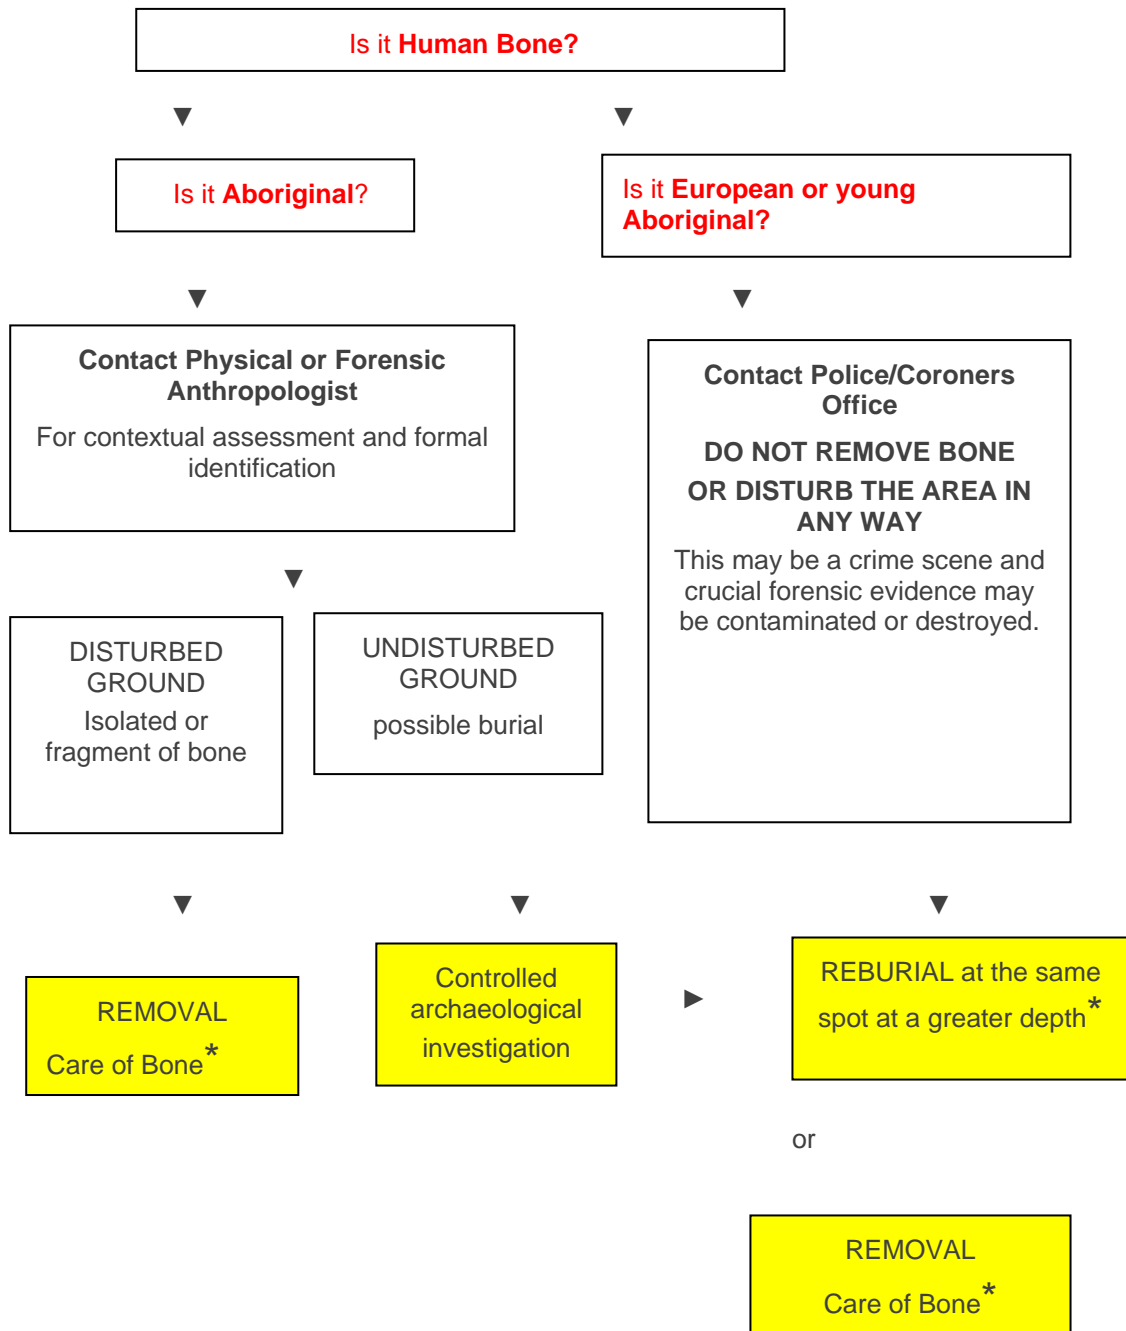 Is it Human Bone?
Is it Aboriginal?
Is it European or young
Aboriginal?
Contact Physical or Forensic
Anthropologist
For contextual assessment and formal
identification
Contact Police/Coroners
Office
DO NOT REMOVE BONE
OR DISTURB THE AREA IN
ANY WAY
This may be a crime scene and
crucial forensic evidence may
be contaminated or destroyed.
DISTURBED
GROUND
Isolated or
fragment of bone
UNDISTURBED
GROUND
possible burial
REMOVAL
Care of Bone*
Controlled
archaeological
investigation
REBURIAL at the same
spot at a greater depth*
or
REMOVAL
Care of Bone*